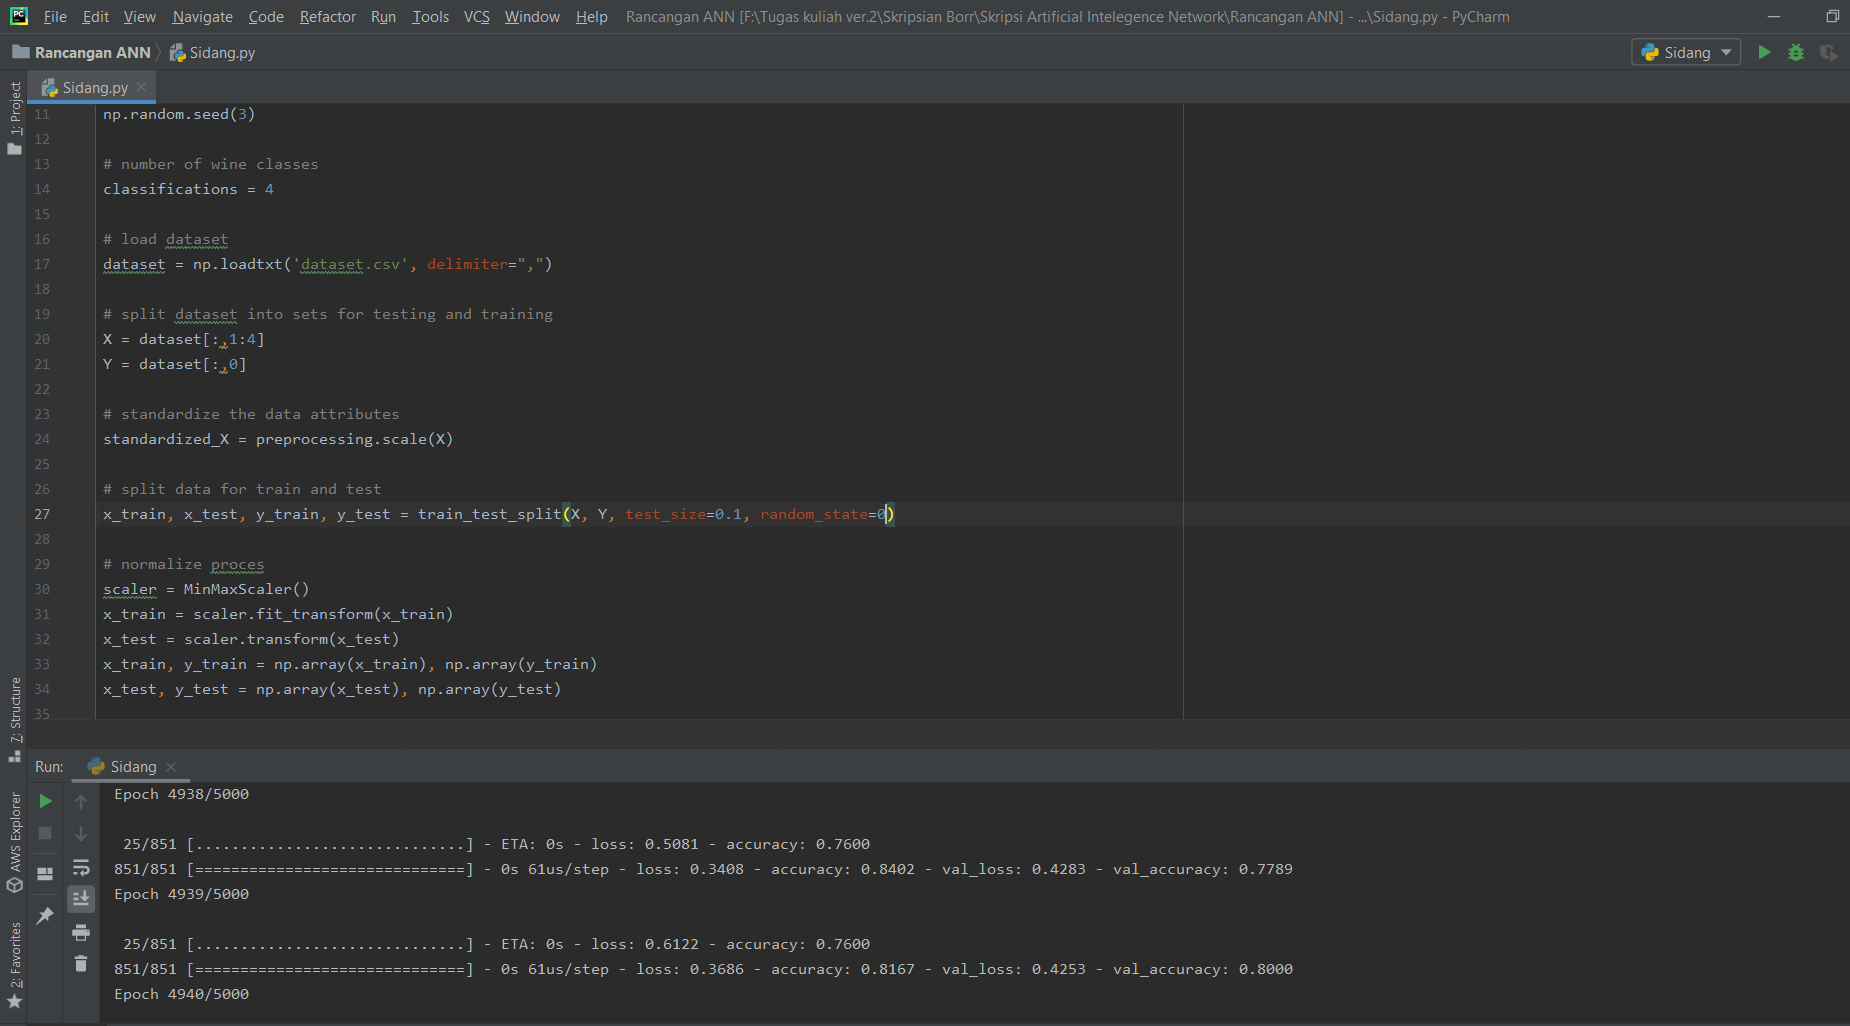 PC File Edit View Navigate Code Refactor Run Tools VCS Window Help Rancangan ANN [F:\Tugas kuliah ver.2\Skripsian Borr\Skripsi Artificial Intelegence Network\Rancangan ANN] - ...\Sidang.py - PyCharm
Rancangan ANN Sidang.py Sidang
Sidang.py
1: Project
11 np.random.seed(3)
12
13 # number of wine classes
14 classifications = 4
15
16 # load dataset
17 dataset = np.loadtxt('dataset.csv', delimiter=",")
18
19 # split dataset into sets for testing and training
20 X = dataset[:,1:4]
21 Y = dataset[:,0]
22
23 # standardize the data attributes
24 standardized_X = preprocessing.scale(X)
25
26 # split data for train and test
27 x_train, x_test, y_train, y_test = train_test_split(X, Y, test_size=0.1, random_state=0)
28
29 # normalize proces
30 scaler = MinMaxScaler()
31 x_train = scaler.fit_transform(x_train)
32 x_test = scaler.transform(x_test)
33 x_train, y_train = np.array(x_train), np.array(y_train)
34 x_test, y_test = np.array(x_test), np.array(y_test)
35
7: Structure
AWS Explorer
2: Favorites
Run: Sidang
Epoch 4938/5000
25/851 [..............................] - ETA: 0s - loss: 0.5081 - accuracy: 0.7600
851/851 [==============================] - 0s 61us/step - loss: 0.3408 - accuracy: 0.8402 - val_loss: 0.4283 - val_accuracy: 0.7789
Epoch 4939/5000
25/851 [..............................] - ETA: 0s - loss: 0.6122 - accuracy: 0.7600
851/851 [==============================] - 0s 61us/step - loss: 0.3686 - accuracy: 0.8167 - val_loss: 0.4253 - val_accuracy: 0.8000
Epoch 4940/5000